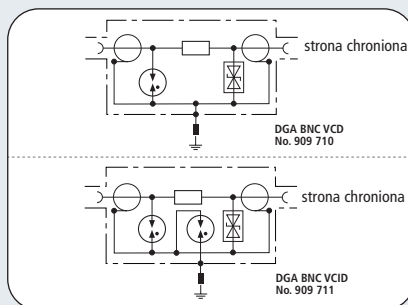 strona chroniona
DGA BNC VCD
No. 909 710
strona chroniona
DGA BNC VCID
No. 909 711